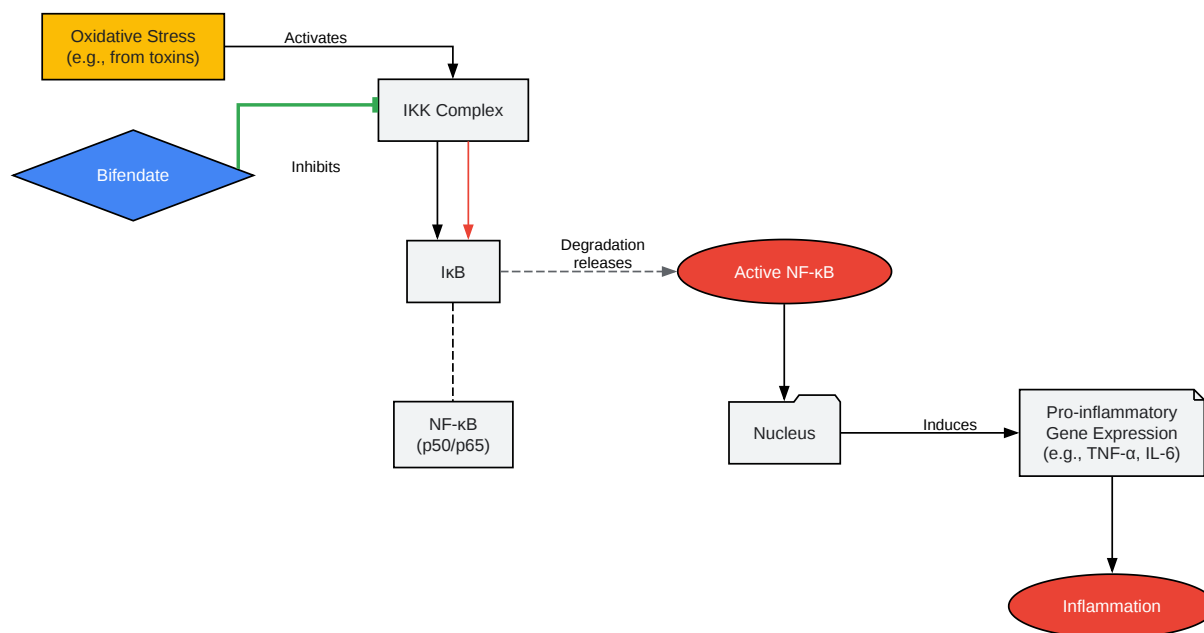 Oxidative Stress
(e.g., from toxins)
Activates
IKK Complex
Bifendate
Inhibits
IκB
Degradation
releases
Active NF-κB
NF-κB
(p50/p65)
Nucleus
Induces
Pro-inflammatory
Gene Expression
(e.g., TNF-α, IL-6)
Inflammation